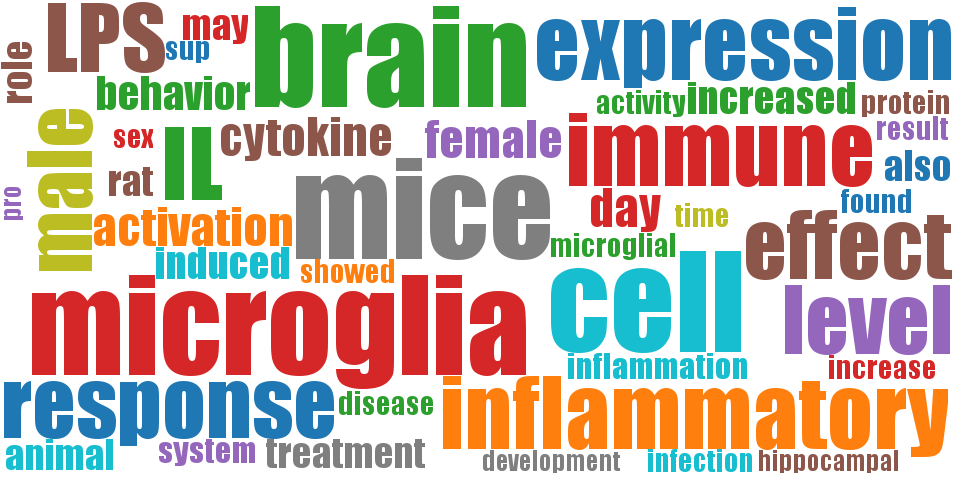 LPS
may
sup
brain
expression
role
behavior
activity
increased
protein
male
sex
IL
cytokine
female
immune
result
also
rat
mice
day
pro
found
time
activation
microglial
effect
induced
showed
microglia
cell
level
inflammation
increase
response
disease
inflammatory
animal
system
treatment
development
infection
hippocampal